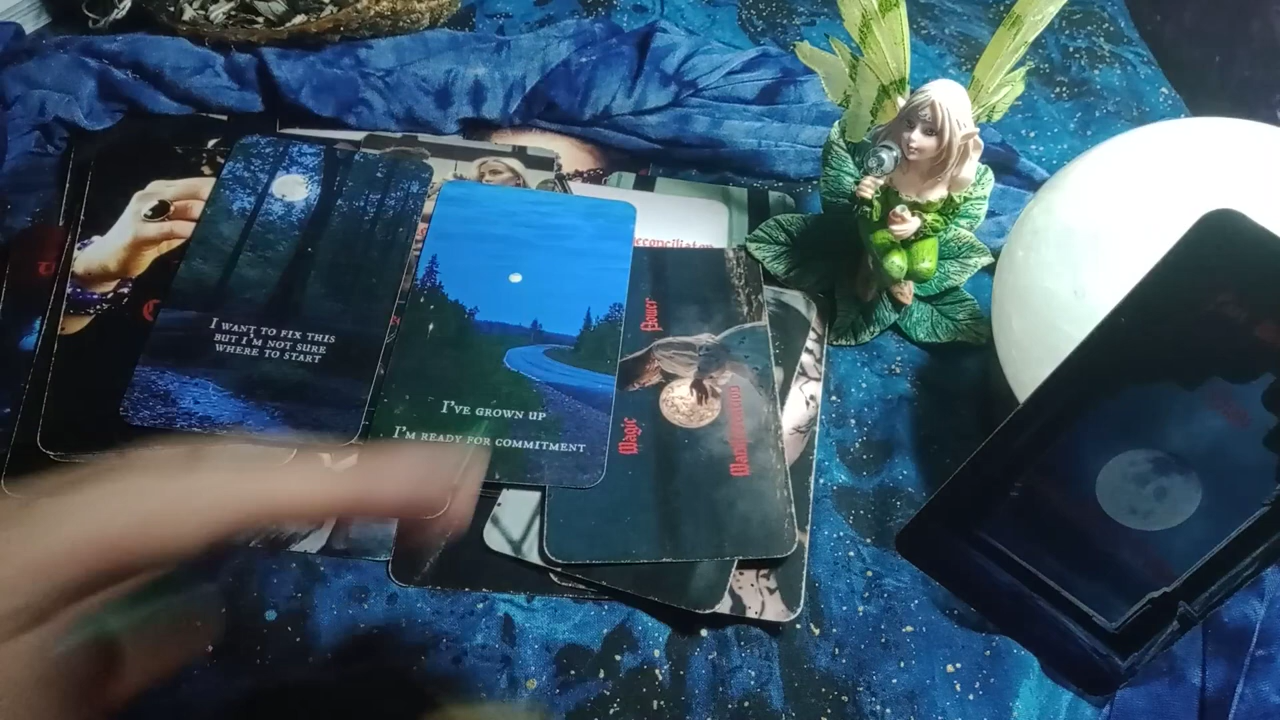 I WANT TO FIX THIS
BUT I'M NOT SURE
WHERE TO START
I'VE GROWN UP
I'M READY FOR COMMITMENT
Power
Magic
Manifestation